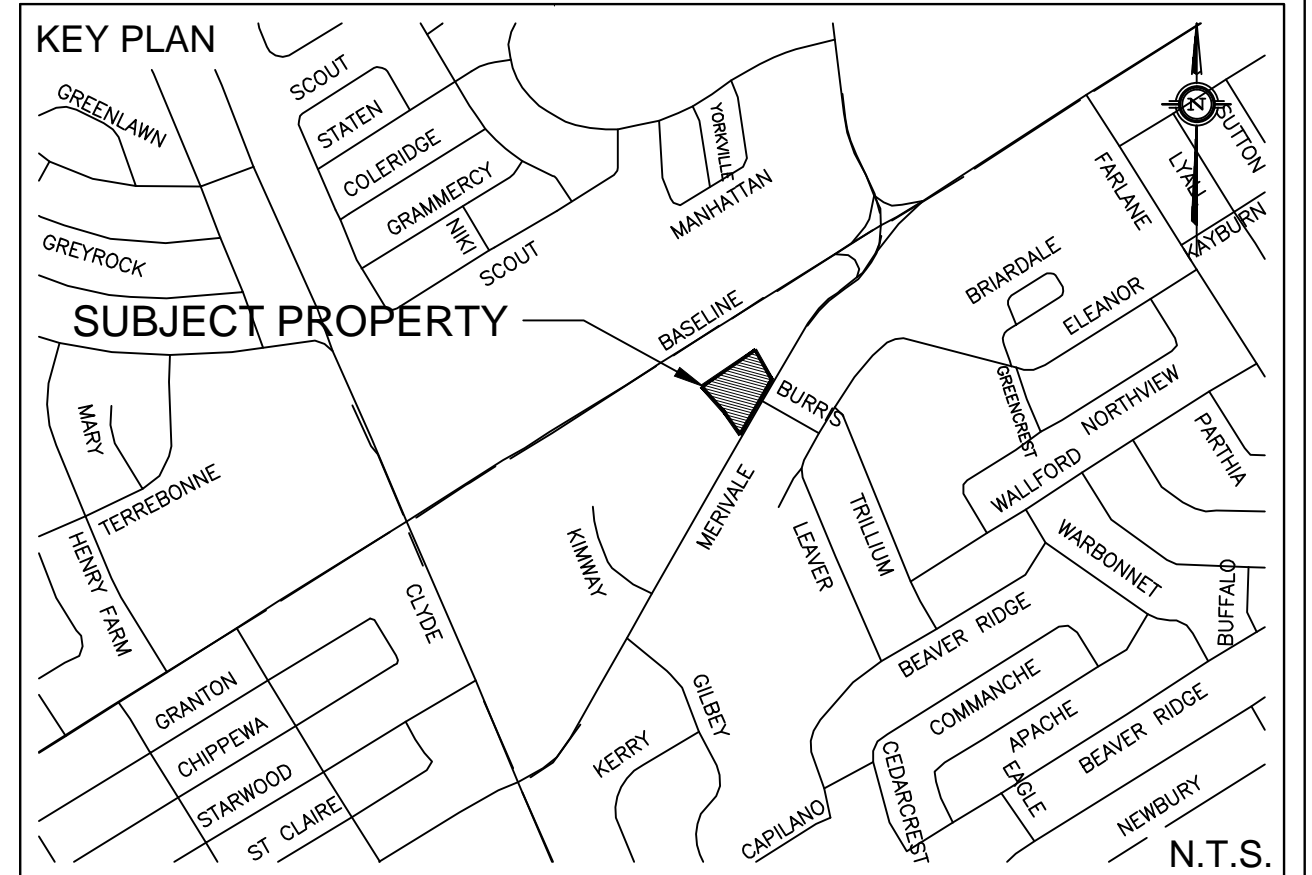 KEY PLAN
SCOUT
STATEN
GREENLAWN
COLERIDGE
YORKVILLE
N
SUTTON
LYALL
FARLANE
GRAMMERCY
MANHATTAN
NIKI
KAYBURN
GREYROCK
SCOUT
BRIARDALE
ELEANOR
SUBJECT PROPERTY
BASELINE
BURRIS
GREENCREST
NORTHVIEW
MARY
PARTHIA
WALLFORD
TERREBONNE
MERIVALE
TRILLIUM
LEAVER
KIMWAY
WARBONNET
HENRY FARM
CLYDE
BUFFALO
BEAVER RIDGE
GRANTON
GILBEY
COMMANCHE
CHIPPEWA
APACHE
BEAVER RIDGE
KERRY
STARWOOD
CEDARCREST
EAGLE
ST CLAIRE
CAPILANO
NEWBURY
N.T.S.